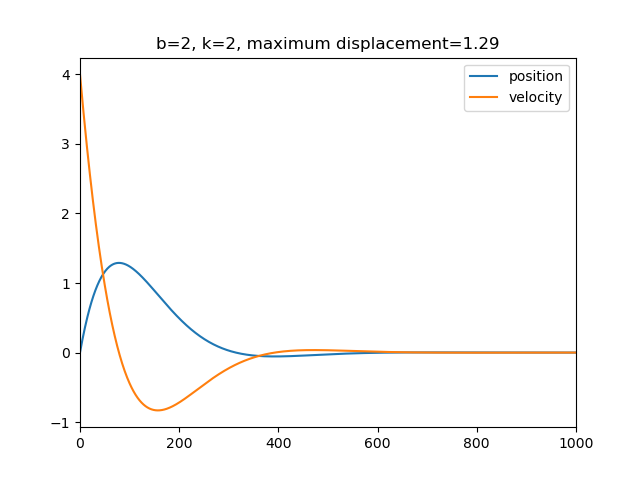 b=2, k=2, maximum displacement=1.29
position
velocity
4
3
2
1
0
−1
0 200 400 600 800 1000